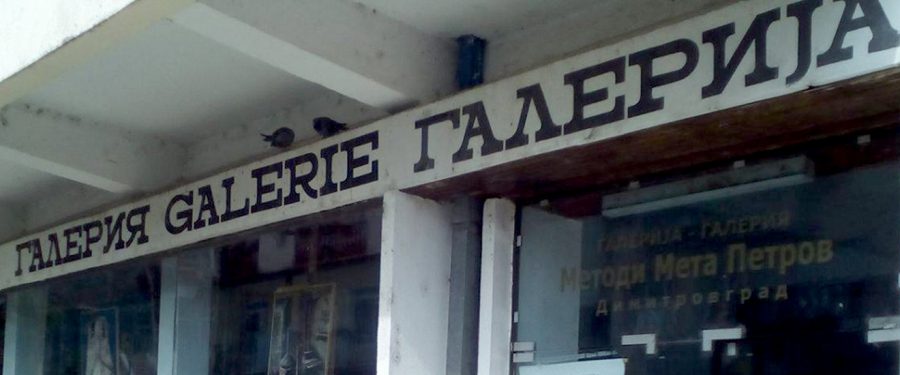 ГАЛЕРИЯ GALERIE ГАЛЕРИЈА
ГАЛЕРИЈА - ГАЛЕРИЯ
Методи Мета Петров
Димитровград